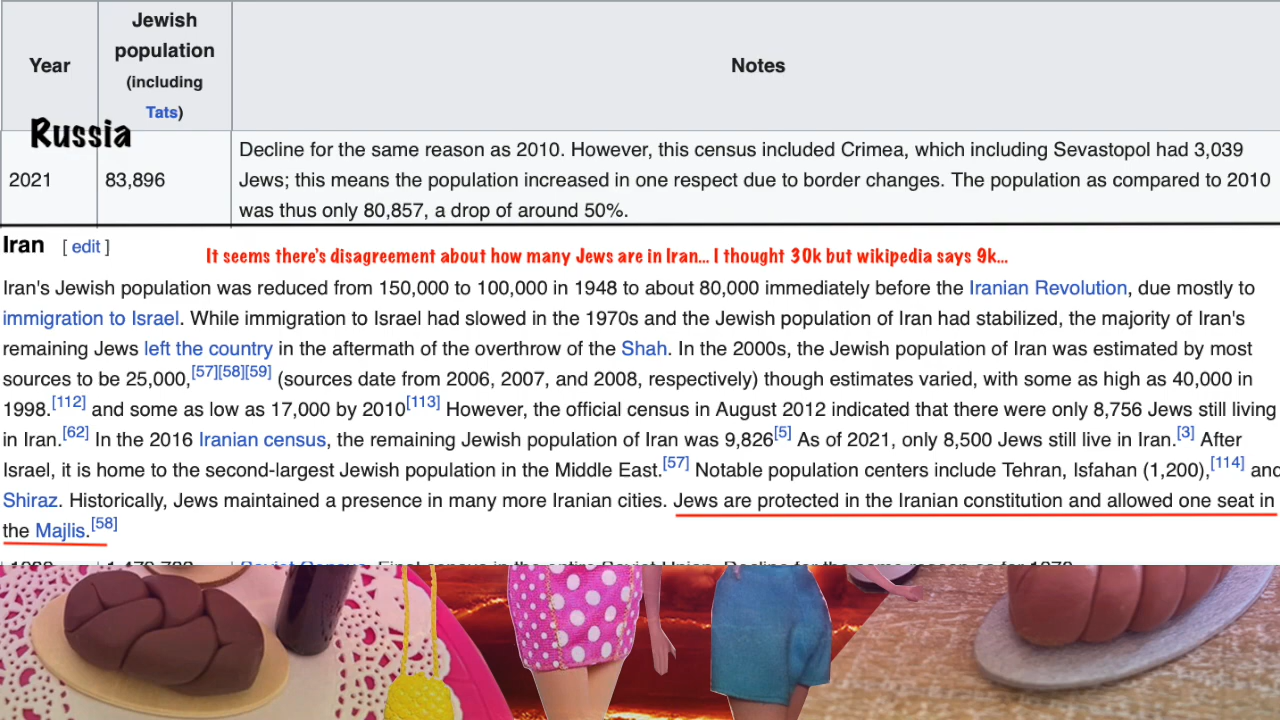 Year
Jewish
population
(including
Tats)
Notes
Russia
2021
83,896
Decline for the same reason as 2010. However, this census included Crimea, which including Sevastopol had 3,039
Jews; this means the population increased in one respect due to border changes. The population as compared to 2010
was thus only 80,857, a drop of around 50%.
Iran [ edit ]
It seems there's disagreement about how many Jews are in Iran... I thought 30k but wikipedia says 9k...
Iran's Jewish population was reduced from 150,000 to 100,000 in 1948 to about 80,000 immediately before the Iranian Revolution, due mostly to
immigration to Israel. While immigration to Israel had slowed in the 1970s and the Jewish population of Iran had stabilized, the majority of Iran's
remaining Jews left the country in the aftermath of the overthrow of the Shah. In the 2000s, the Jewish population of Iran was estimated by most
sources to be 25,000,[57][58][59] (sources date from 2006, 2007, and 2008, respectively) though estimates varied, with some as high as 40,000 in
1998.[112] and some as low as 17,000 by 2010[113] However, the official census in August 2012 indicated that there were only 8,756 Jews still living
in Iran.[62] In the 2016 Iranian census, the remaining Jewish population of Iran was 9,826[5] As of 2021, only 8,500 Jews still live in Iran.[3] After
Israel, it is home to the second-largest Jewish population in the Middle East.[57] Notable population centers include Tehran, Isfahan (1,200),[114] and
Shiraz. Historically, Jews maintained a presence in many more Iranian cities. Jews are protected in the Iranian constitution and allowed one seat in
the Majlis.[58]